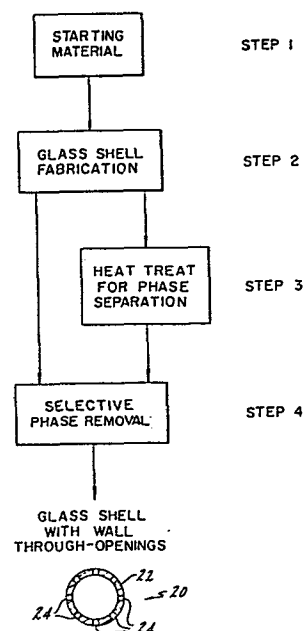 STARTING
MATERIAL
STEP 1
GLASS SHELL
FABRICATION
STEP 2
HEAT TREAT
FOR PHASE
SEPARATION
STEP 3
SELECTIVE
PHASE REMOVAL
STEP 4
GLASS SHELL
WITH WALL
THROUGH-OPENINGS
22
20
24
24